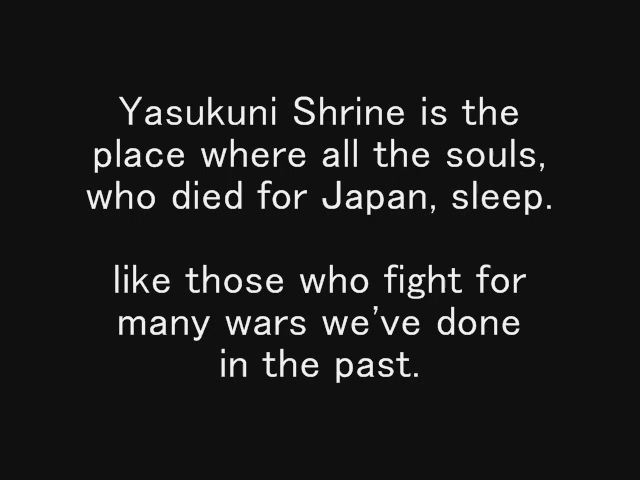 Yasukuni Shrine is the
place where all the souls,
who died for Japan, sleep.
like those who fight for
many wars we've done
in the past.